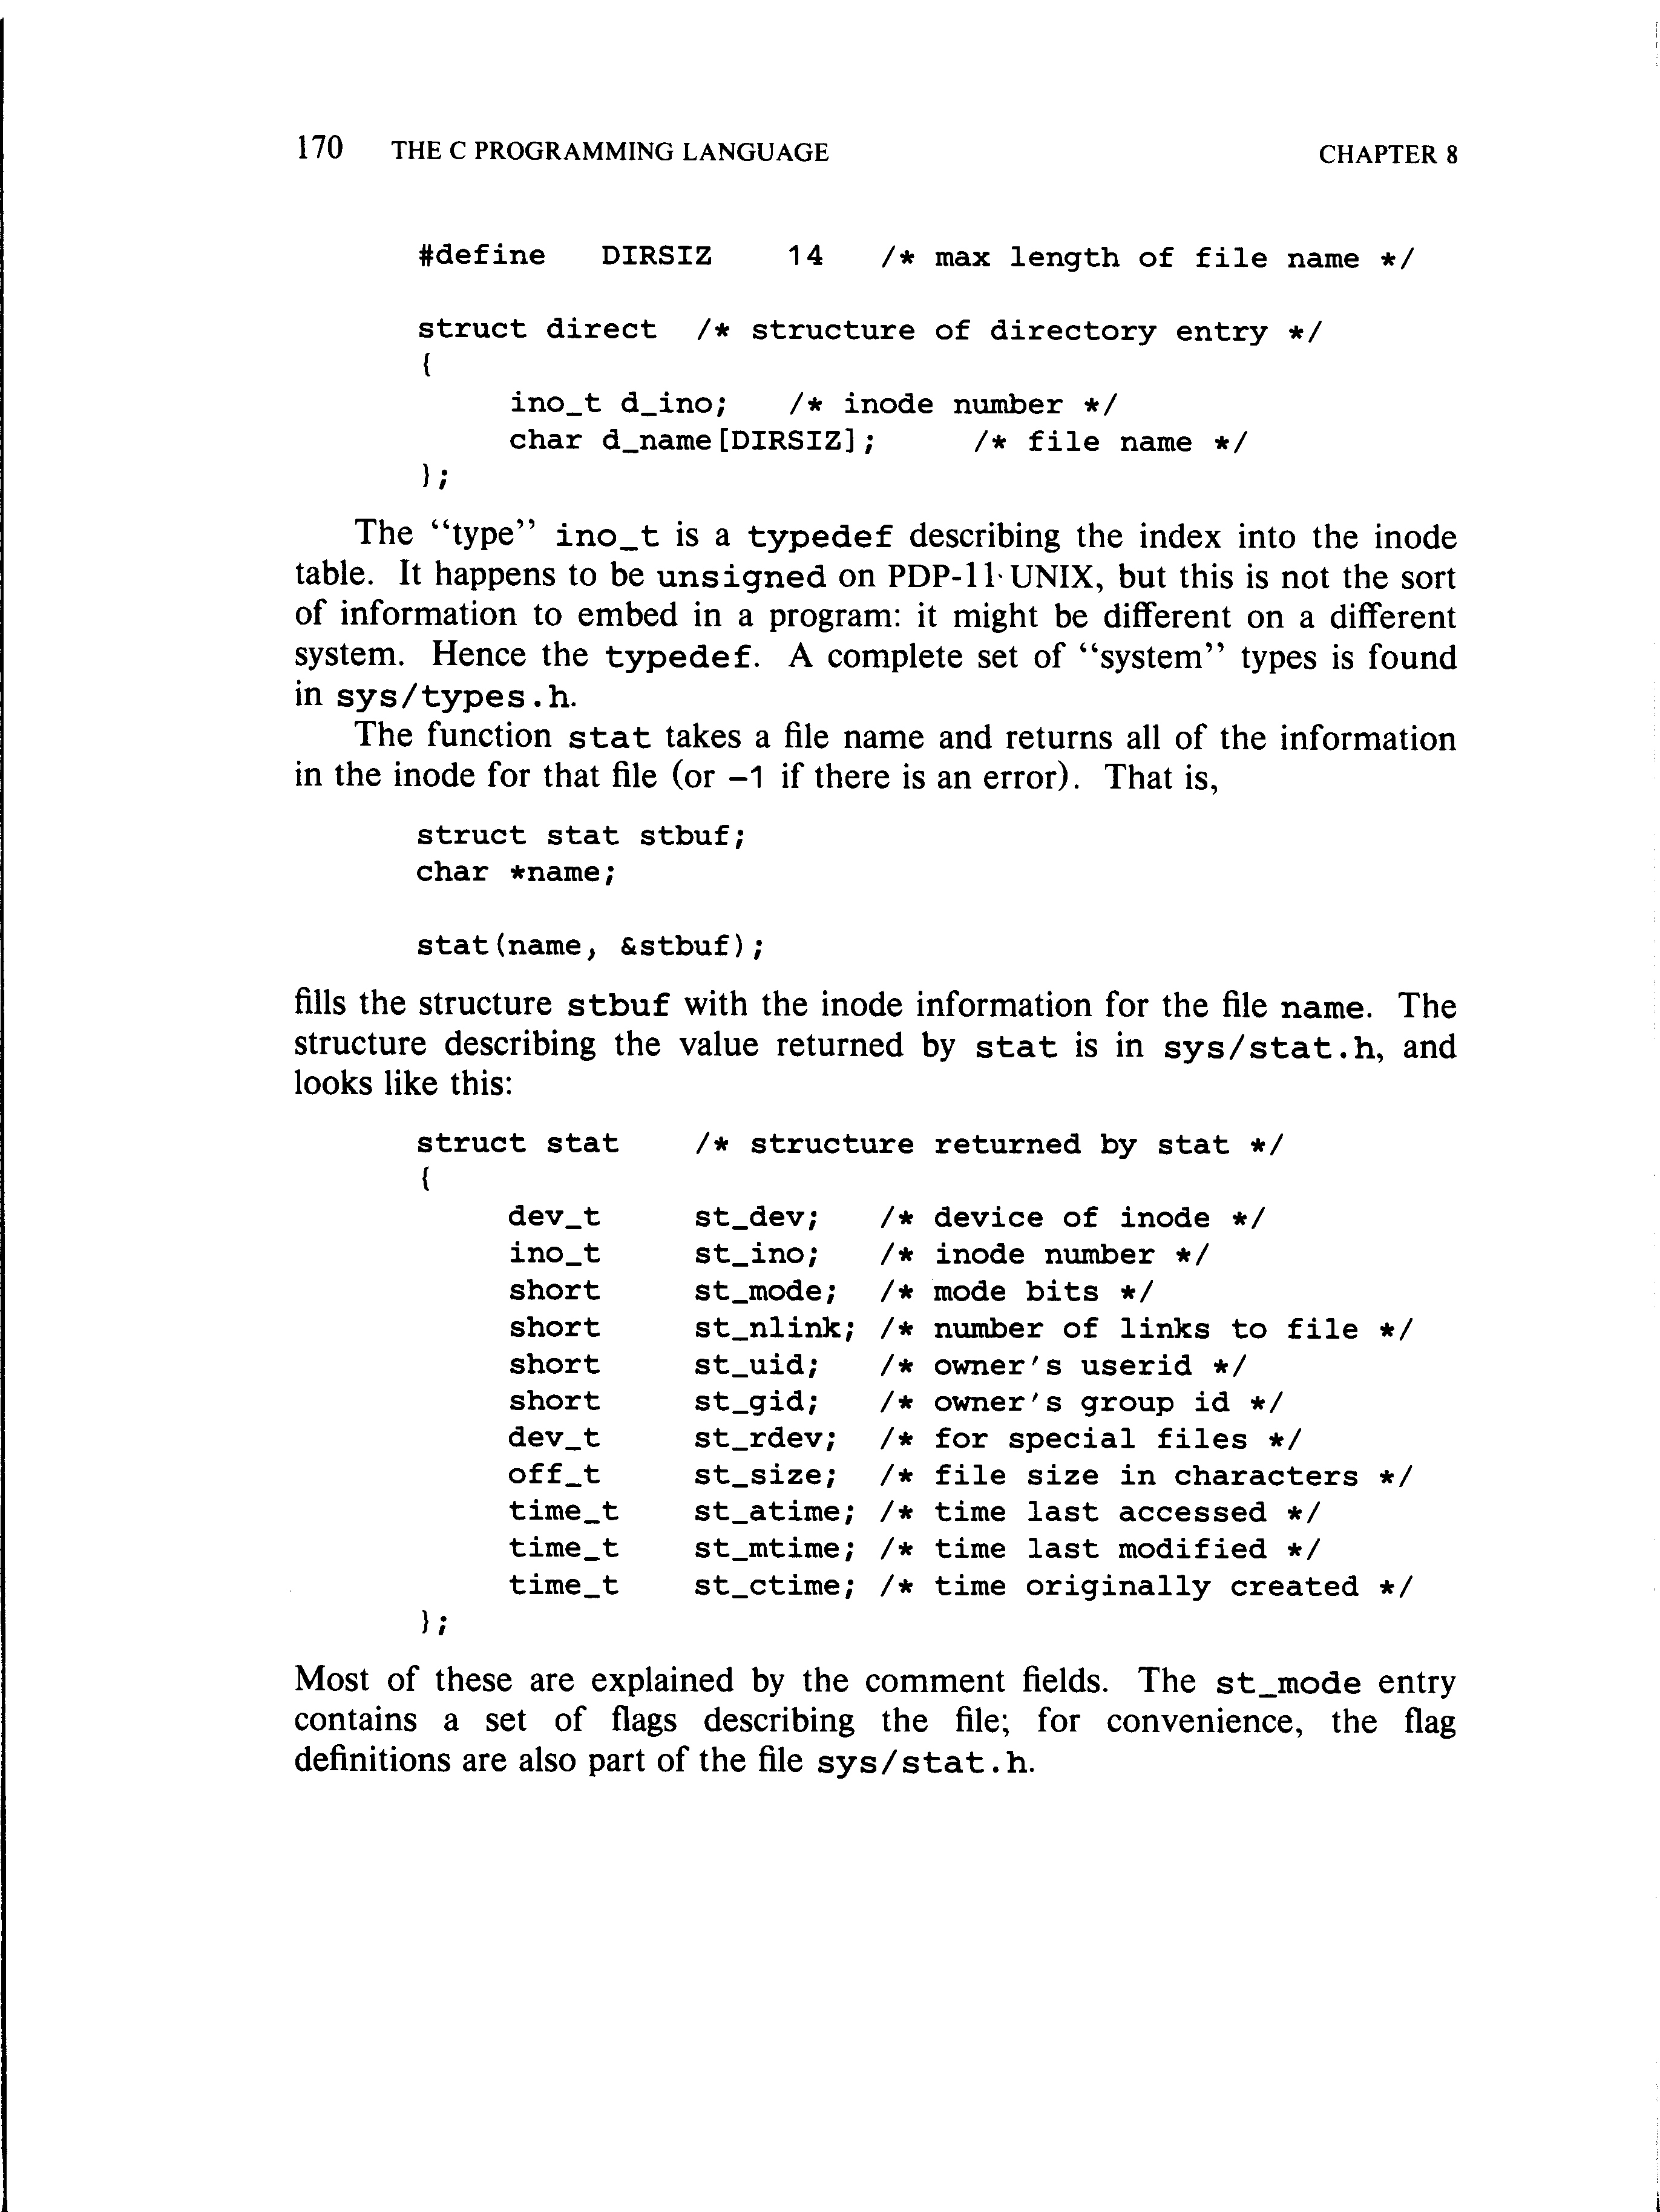 170 THE C PROGRAMMING LANGUAGE CHAPTER 8
#define   DIRSIZ    14   /* max length of file name */
struct direct  /* structure of directory entry */
{
     ino_t d_ino;   /* inode number */
     char d_name[DIRSIZ];     /* file name */
};
The “type” ino_t is a typedef describing the index into the inode
table. It happens to be unsigned on PDP-11 UNIX, but this is not the sort
of information to embed in a program: it might be different on a different
system. Hence the typedef. A complete set of “system” types is found
in sys/types.h.
The function stat takes a file name and returns all of the information
in the inode for that file (or -1 if there is an error). That is,
struct stat stbuf;
char *name;
stat(name, &stbuf);
fills the structure stbuf with the inode information for the file name. The
structure describing the value returned by stat is in sys/stat.h, and
looks like this:
struct stat    /* structure returned by stat */
{
     dev_t     st_dev;   /* device of inode */
     ino_t     st_ino;   /* inode number */
     short     st_mode;  /* mode bits */
     short     st_nlink; /* number of links to file */
     short     st_uid;   /* owner's userid */
     short     st_gid;   /* owner's group id */
     dev_t     st_rdev;  /* for special files */
     off_t     st_size;  /* file size in characters */
     time_t    st_atime; /* time last accessed */
     time_t    st_mtime; /* time last modified */
     time_t    st_ctime; /* time originally created */
};
Most of these are explained by the comment fields. The st_mode entry
contains a set of flags describing the file; for convenience, the flag
definitions are also part of the file sys/stat.h.